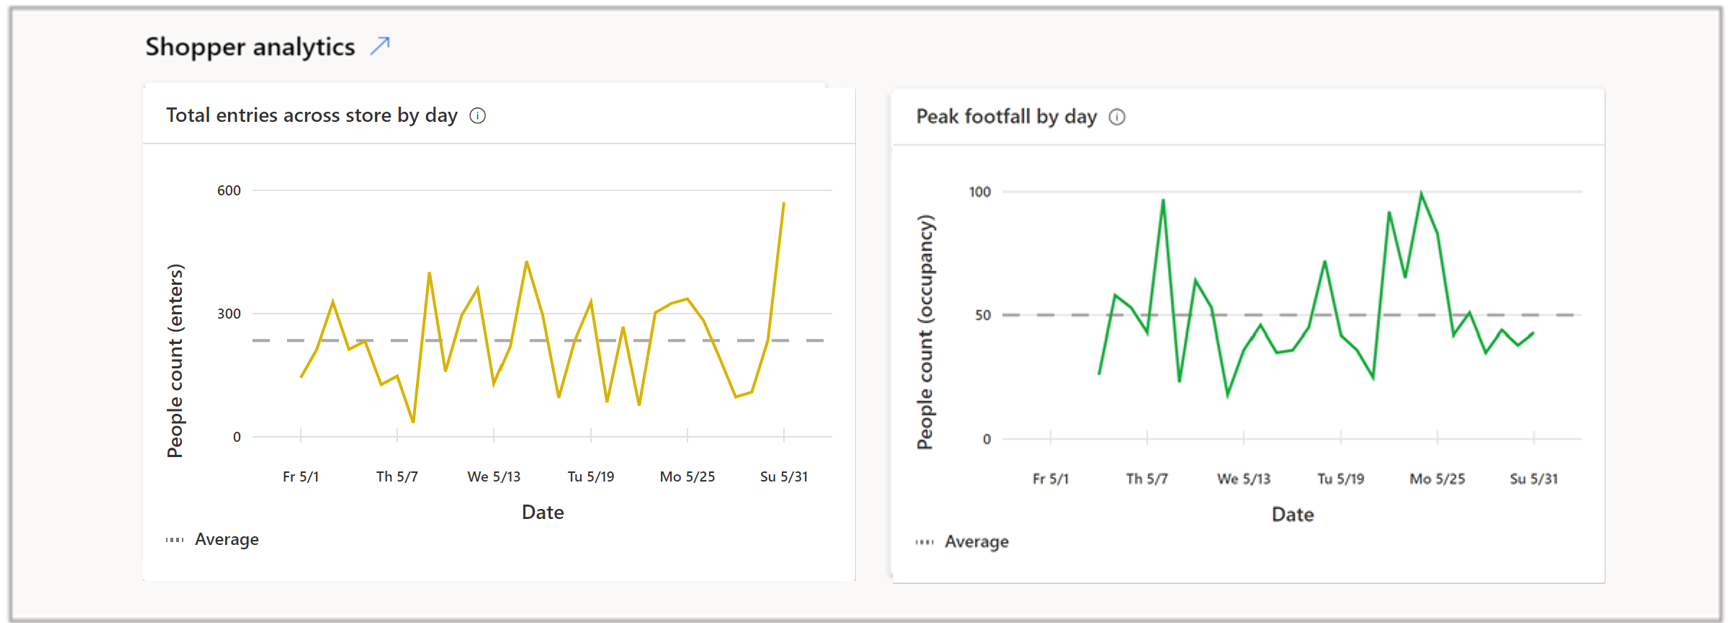 Shopper analytics
Total entries across store by day
People count (enters)
600
300
0
Fr 5/1 Th 5/7 We 5/13 Tu 5/19 Mo 5/25 Su 5/31
Date
Average
Peak footfall by day
People count (occupancy)
100
50
0
Fr 5/1 Th 5/7 We 5/13 Tu 5/19 Mo 5/25 Su 5/31
Date
Average